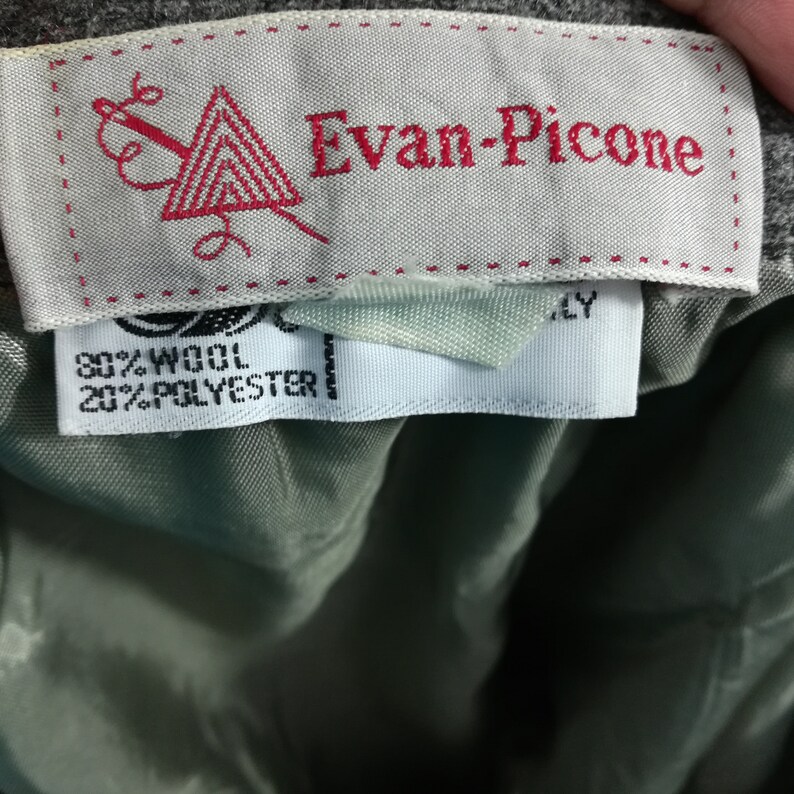 Evan-Picone
80% WOOL
20% POLYESTER